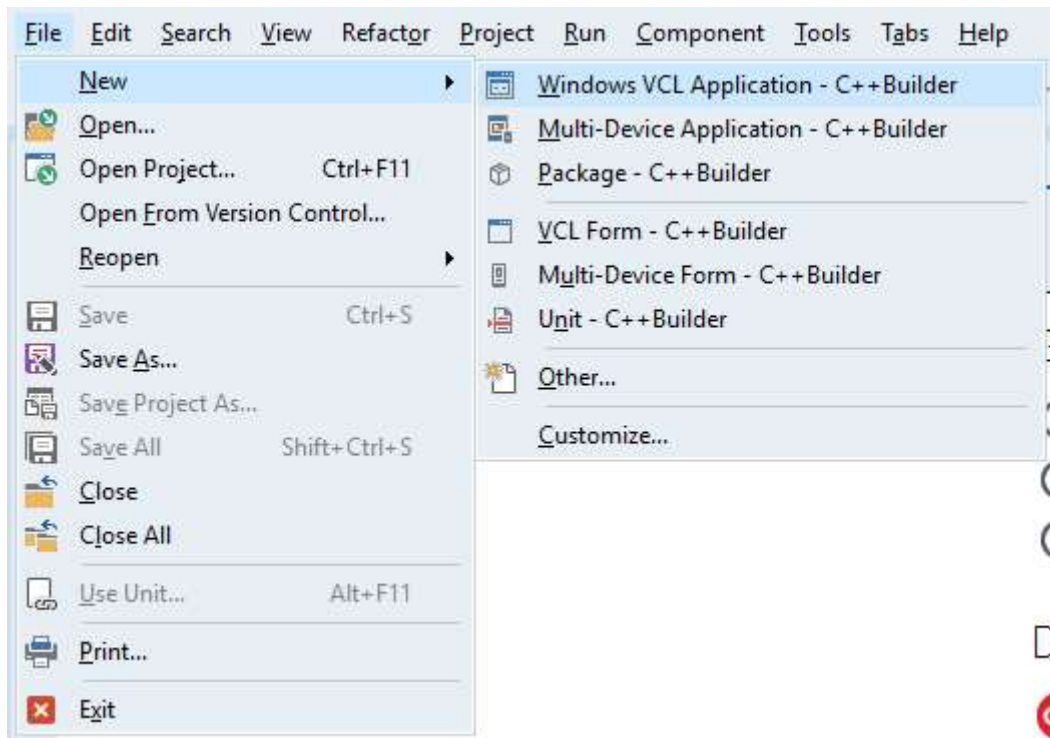 File Edit Search View Refactor Project Run Component Tools Tabs Help
New
Open...
Open Project... Ctrl+F11
Open From Version Control...
Reopen
Save Ctrl+S
Save As...
Save Project As...
Save All Shift+Ctrl+S
Close
Close All
Use Unit... Alt+F11
Print...
Exit
Windows VCL Application - C++Builder
Multi-Device Application - C++Builder
Package - C++Builder
VCL Form - C++Builder
Multi-Device Form - C++Builder
Unit - C++Builder
Other...
Customize...